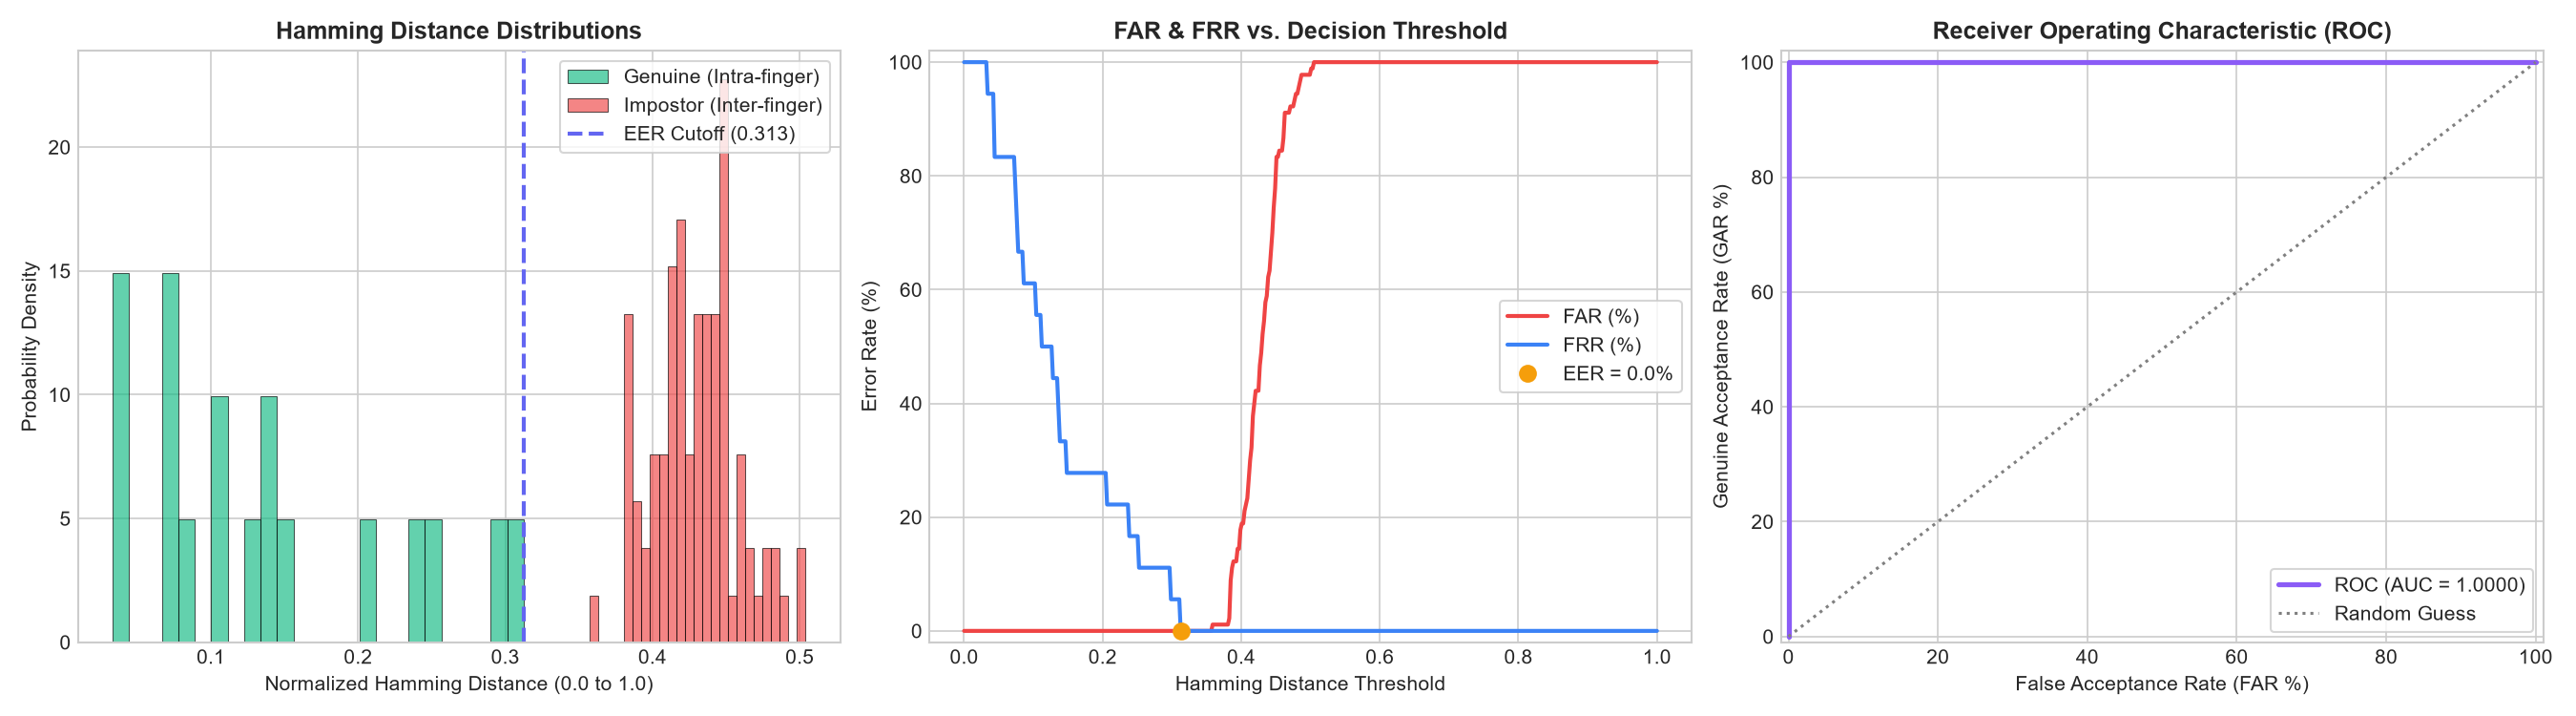 Hamming Distance Distributions
Genuine (Intra-finger)
Impostor (Inter-finger)
EER Cutoff (0.313)
Probability Density
20
15
10
5
0
0.1 0.2 0.3 0.4 0.5
Normalized Hamming Distance (0.0 to 1.0)
FAR & FRR vs. Decision Threshold
Error Rate (%)
100
80
60
40
20
0
FAR (%)
FRR (%)
EER = 0.0%
0.0 0.2 0.4 0.6 0.8 1.0
Hamming Distance Threshold
Receiver Operating Characteristic (ROC)
Genuine Acceptance Rate (GAR %)
100
80
60
40
20
0
ROC (AUC = 1.0000)
Random Guess
0 20 40 60 80 100
False Acceptance Rate (FAR %)